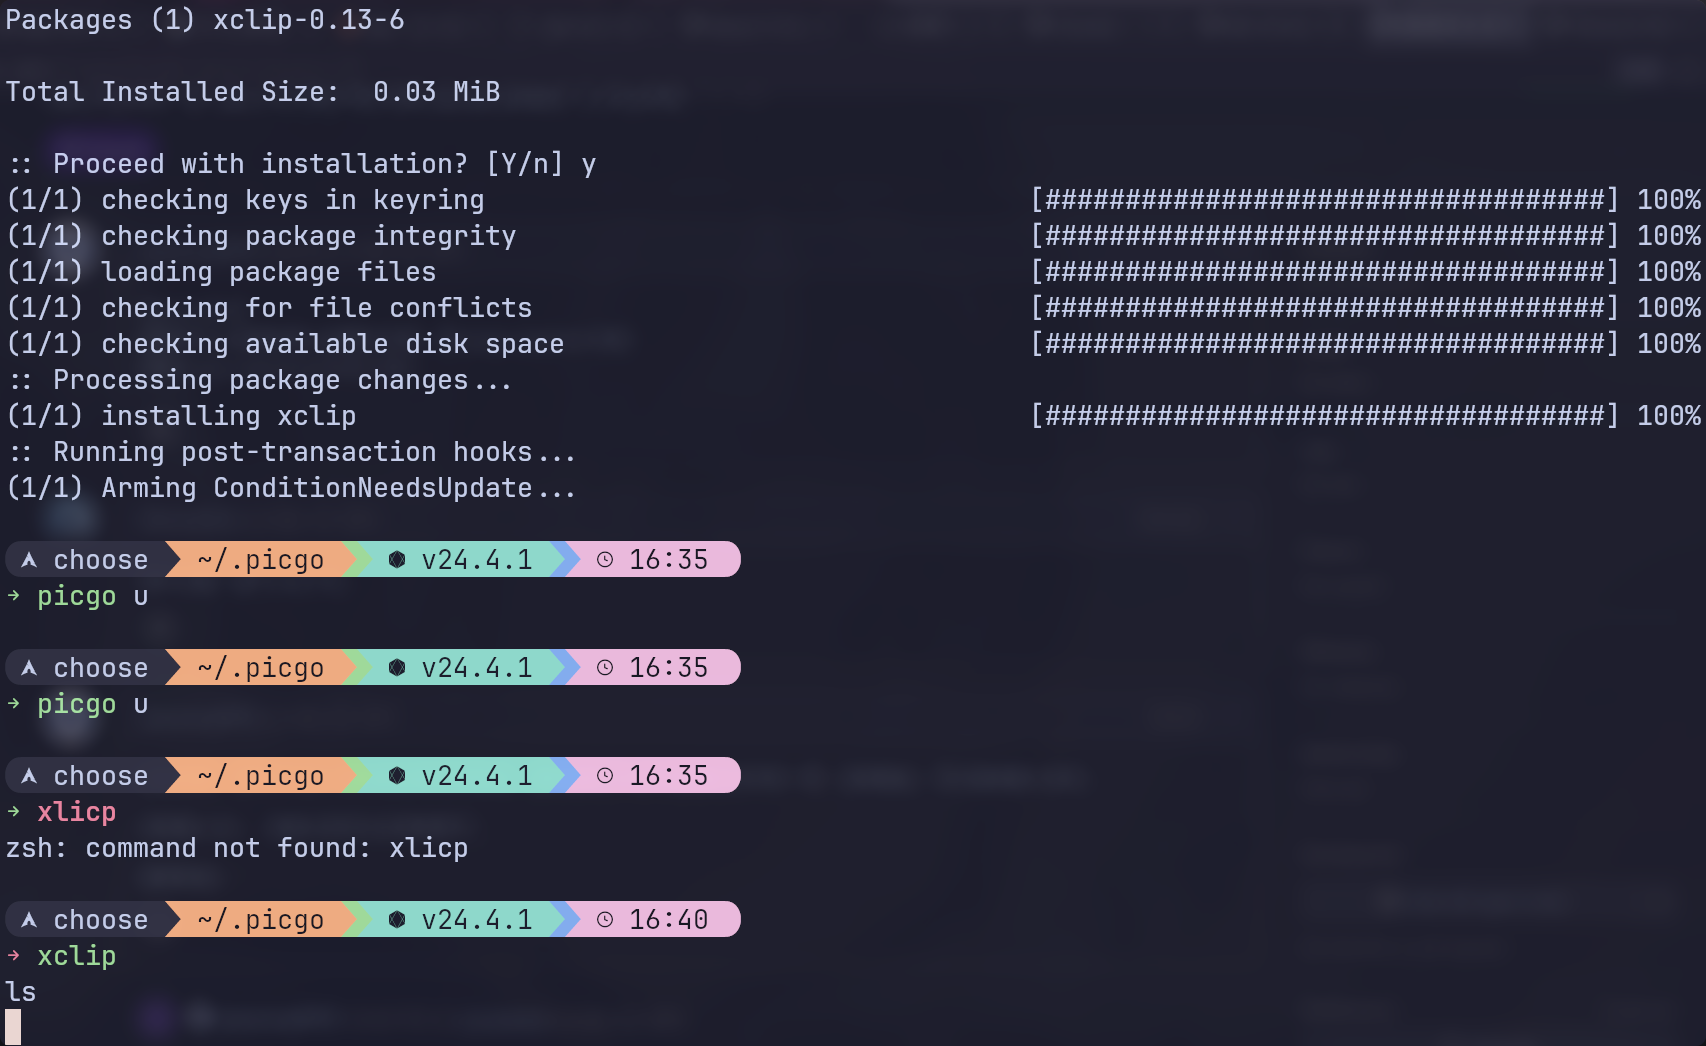 Packages (1) xclip-0.13-6
Total Installed Size:  0.03 MiB
:: Proceed with installation? [Y/n] y
(1/1) checking keys in keyring [###################################] 100%
(1/1) checking package integrity [###################################] 100%
(1/1) loading package files [###################################] 100%
(1/1) checking for file conflicts [###################################] 100%
(1/1) checking available disk space [###################################] 100%
:: Processing package changes...
(1/1) installing xclip [###################################] 100%
:: Running post-transaction hooks...
(1/1) Arming ConditionNeedsUpdate...
choose ~/.picgo v24.4.1 16:35
→ picgo u
choose ~/.picgo v24.4.1 16:35
→ picgo u
choose ~/.picgo v24.4.1 16:35
→ xlicp
zsh: command not found: xlicp
choose ~/.picgo v24.4.1 16:40
→ xclip
ls